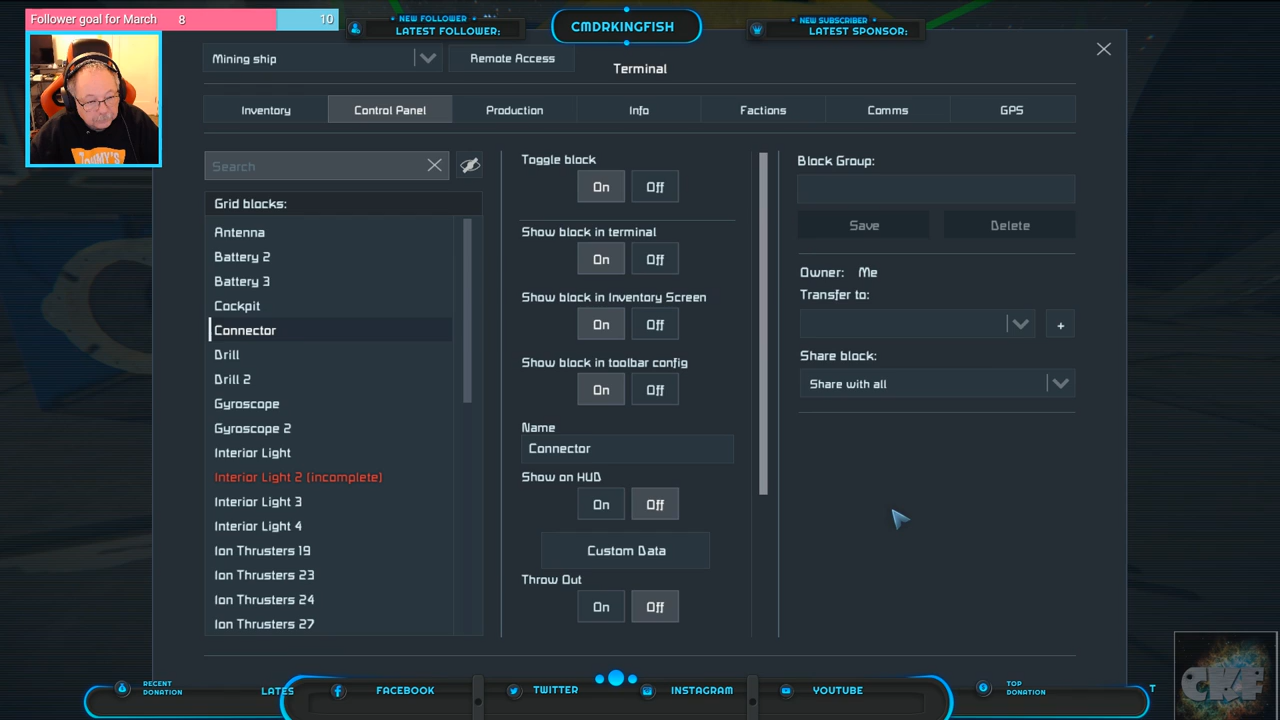 Follower goal for March 8 10
NEW FOLLOWER
LATEST FOLLOWER:
CMDRKINGFISH
NEW SUBSCRIBER
LATEST SPONSOR:
Mining ship
Remote Access
Terminal
Inventory
Control Panel
Production
Info
Factions
Comms
GPS
Search
Grid blocks:
Antenna
Battery 2
Battery 3
Cockpit
Connector
Drill
Drill 2
Gyroscope
Gyroscope 2
Interior Light
Interior Light 2 (incomplete)
Interior Light 3
Interior Light 4
Ion Thrusters 19
Ion Thrusters 23
Ion Thrusters 24
Ion Thrusters 27
Toggle block
On Off
Show block in terminal
On Off
Show block in Inventory Screen
On Off
Show block in toolbar config
On Off
Name
Connector
Show on HUD
On Off
Custom Data
Throw Out
On Off
Block Group:
Save Delete
Owner: Me
Transfer to:
+
Share block:
Share with all
RECENT
DONATION
LATES
FACEBOOK
TWITTER
INSTAGRAM
YOUTUBE
TOP
DONATION
T
CKF